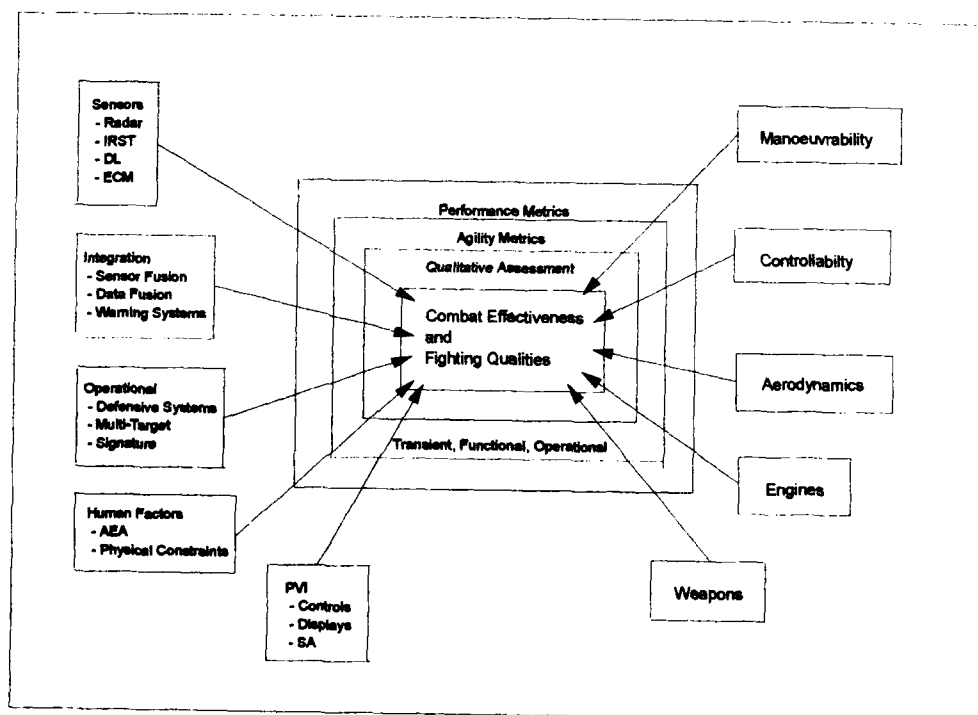 Sensors
- Radar
- IRST
- DL
- ECM
Integration
- Sensor Fusion
- Data Fusion
- Warning Systems
Operational
- Defensive Systems
- Multi-Target
- Signature
Human Factors
- AEA
- Physical Constraints
PVI
- Controls
- Displays
- SA
Performance Metrics
Agility Metrics
Qualitative Assessment
Combat Effectiveness
and
Fighting Qualities
Transient, Functional, Operational
Manoeuvrability
Controllabilty
Aerodynamics
Engines
Weapons